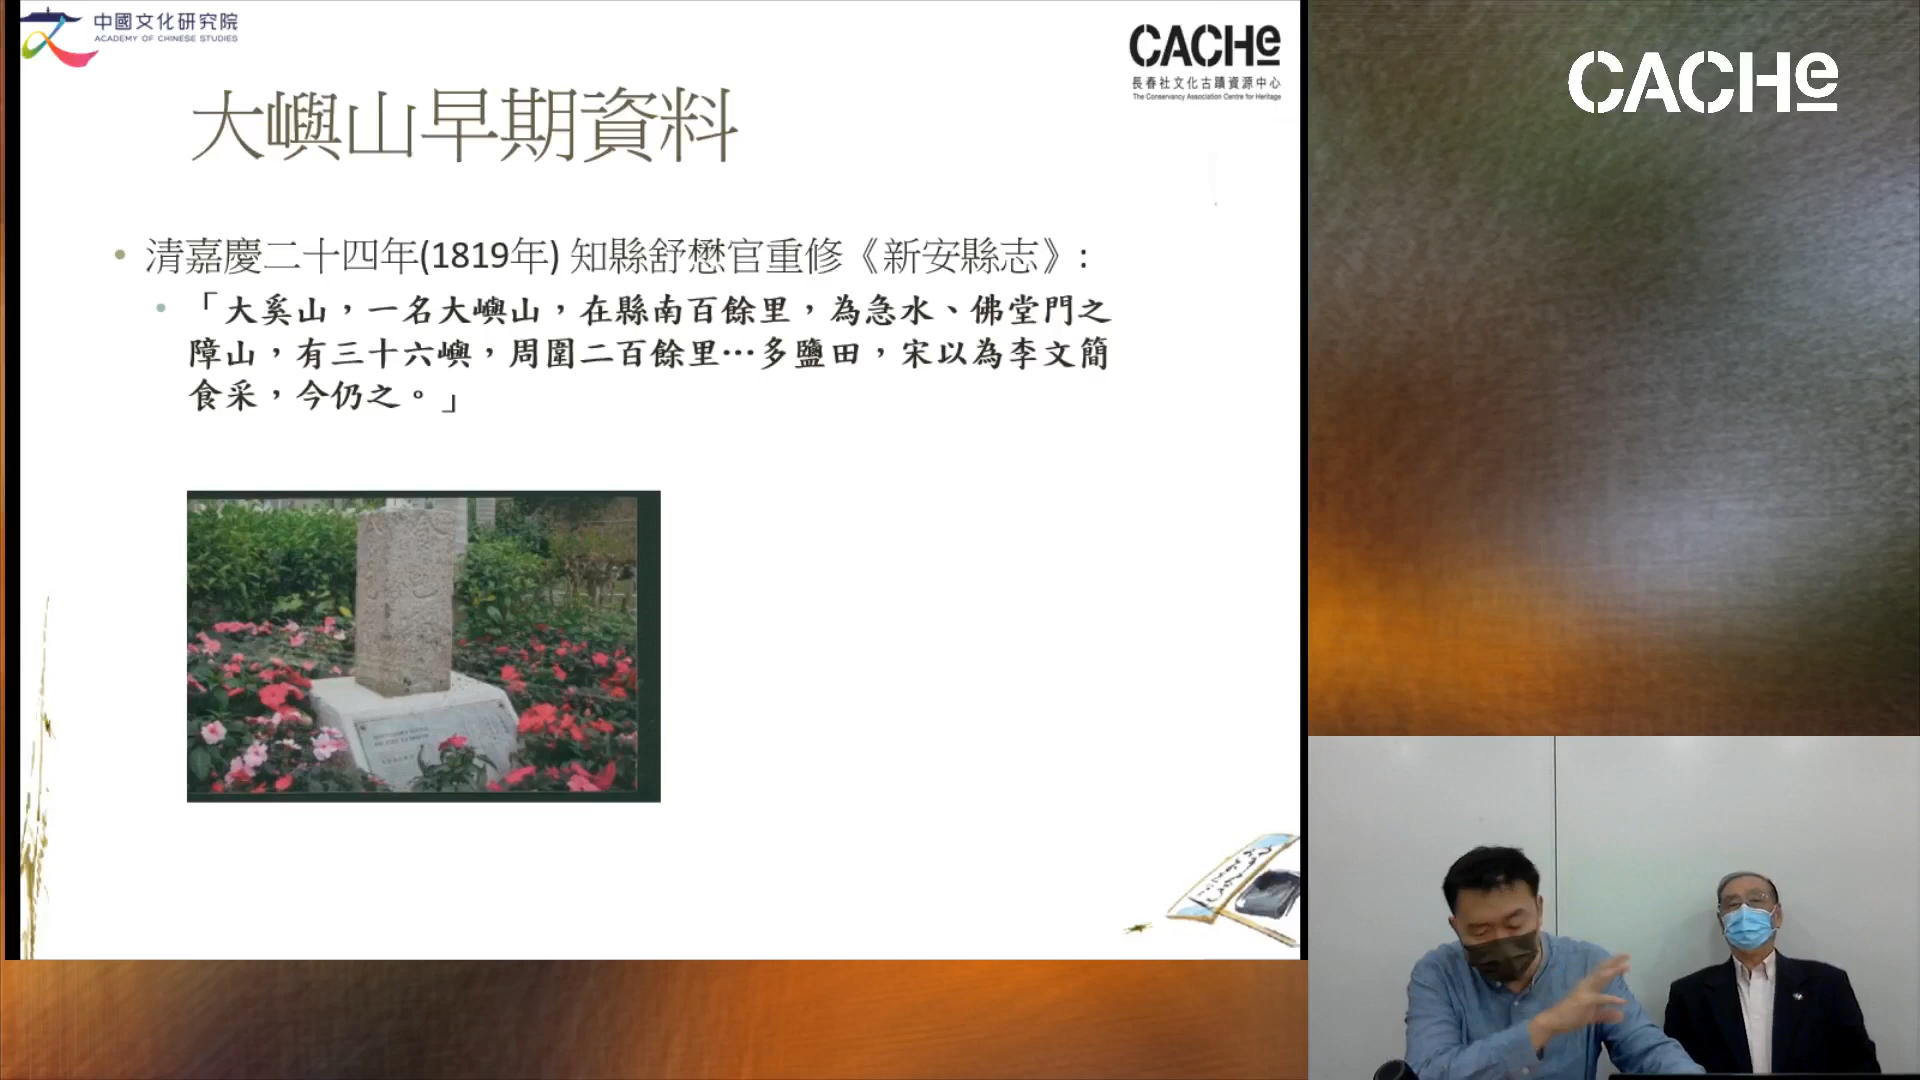 中國文化研究院
ACADEMY OF CHINESE STUDIES
CACHe
長春社文化古蹟資源中心
The Conservancy Association Centre for Heritage
CACHe
大嶼山早期資料
• 清嘉慶二十四年(1819年) 知縣舒懋官重修《新安縣志》:
• 「大奚山，一名大嶼山，在縣南百餘里，為急水、佛堂門之
障山，有三十六嶼，周圍二百餘里…多鹽田，宋以為李文簡
食采，今仍之。」